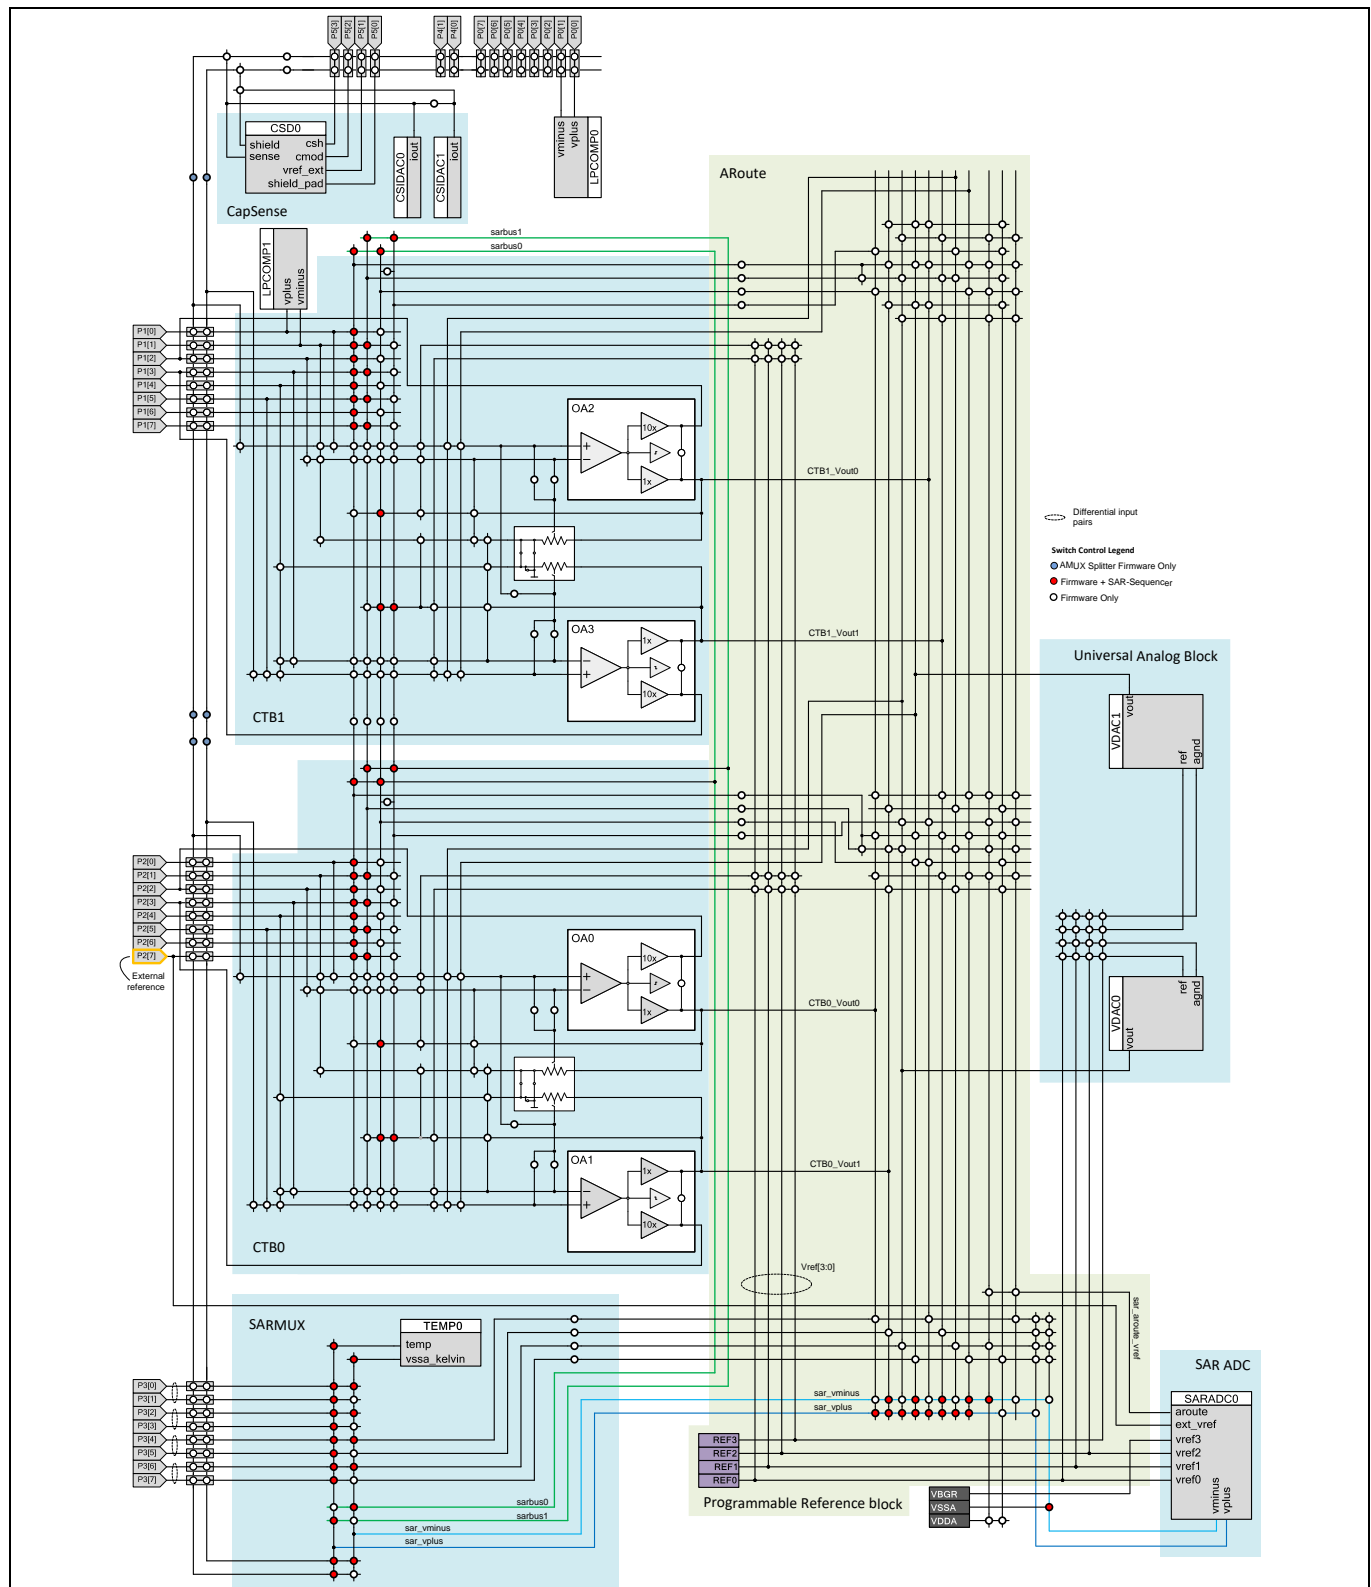 P5[3]
P5[2]
P5[1]
P5[0]
P4[1]
P4[0]
P0[7]
P0[6]
P0[5]
P0[4]
P0[3]
P0[2]
P0[1]
P0[0]
CSD0
shield
sense
csh
cmod
vref_ext
shield_pad
CSIDAC0
iout
CSIDAC1
iout
vminus
vplus
LPCOMP0
CapSense
ARoute
LPCOMP1
vplus
vminus
sarbus1
sarbus0
P1[0]
P1[1]
P1[2]
P1[3]
P1[4]
P1[5]
P1[6]
P1[7]
OA2
10x
1x
CTB1_Vout0
Differential input
pairs
Switch Control Legend
AMUX Splitter Firmware Only
Firmware + SAR-Sequencer
Firmware Only
OA3
1x
10x
CTB1_Vout1
CTB1
Universal Analog Block
VDAC1
vout
ref
agnd
P2[0]
P2[1]
P2[2]
P2[3]
P2[4]
P2[5]
P2[6]
P2[7]
External
reference
OA0
10x
1x
CTB0_Vout0
VDAC0
vout
ref
agnd
OA1
1x
10x
CTB0_Vout1
CTB0
Vref[3:0]
sar_aroute_vref
SARMUX
TEMP0
temp
vssa_kelvin
P3[0]
P3[1]
P3[2]
P3[3]
P3[4]
P3[5]
P3[6]
P3[7]
sar_vminus
sar_vplus
SAR ADC
SARADC0
aroute
ext_vref
vref3
vref2
vref1
vref0
vminus
vplus
REF3
REF2
REF1
REF0
Programmable Reference block
VBGR
VSSA
VDDA
sarbus0
sarbus1
sar_vminus
sar_vplus